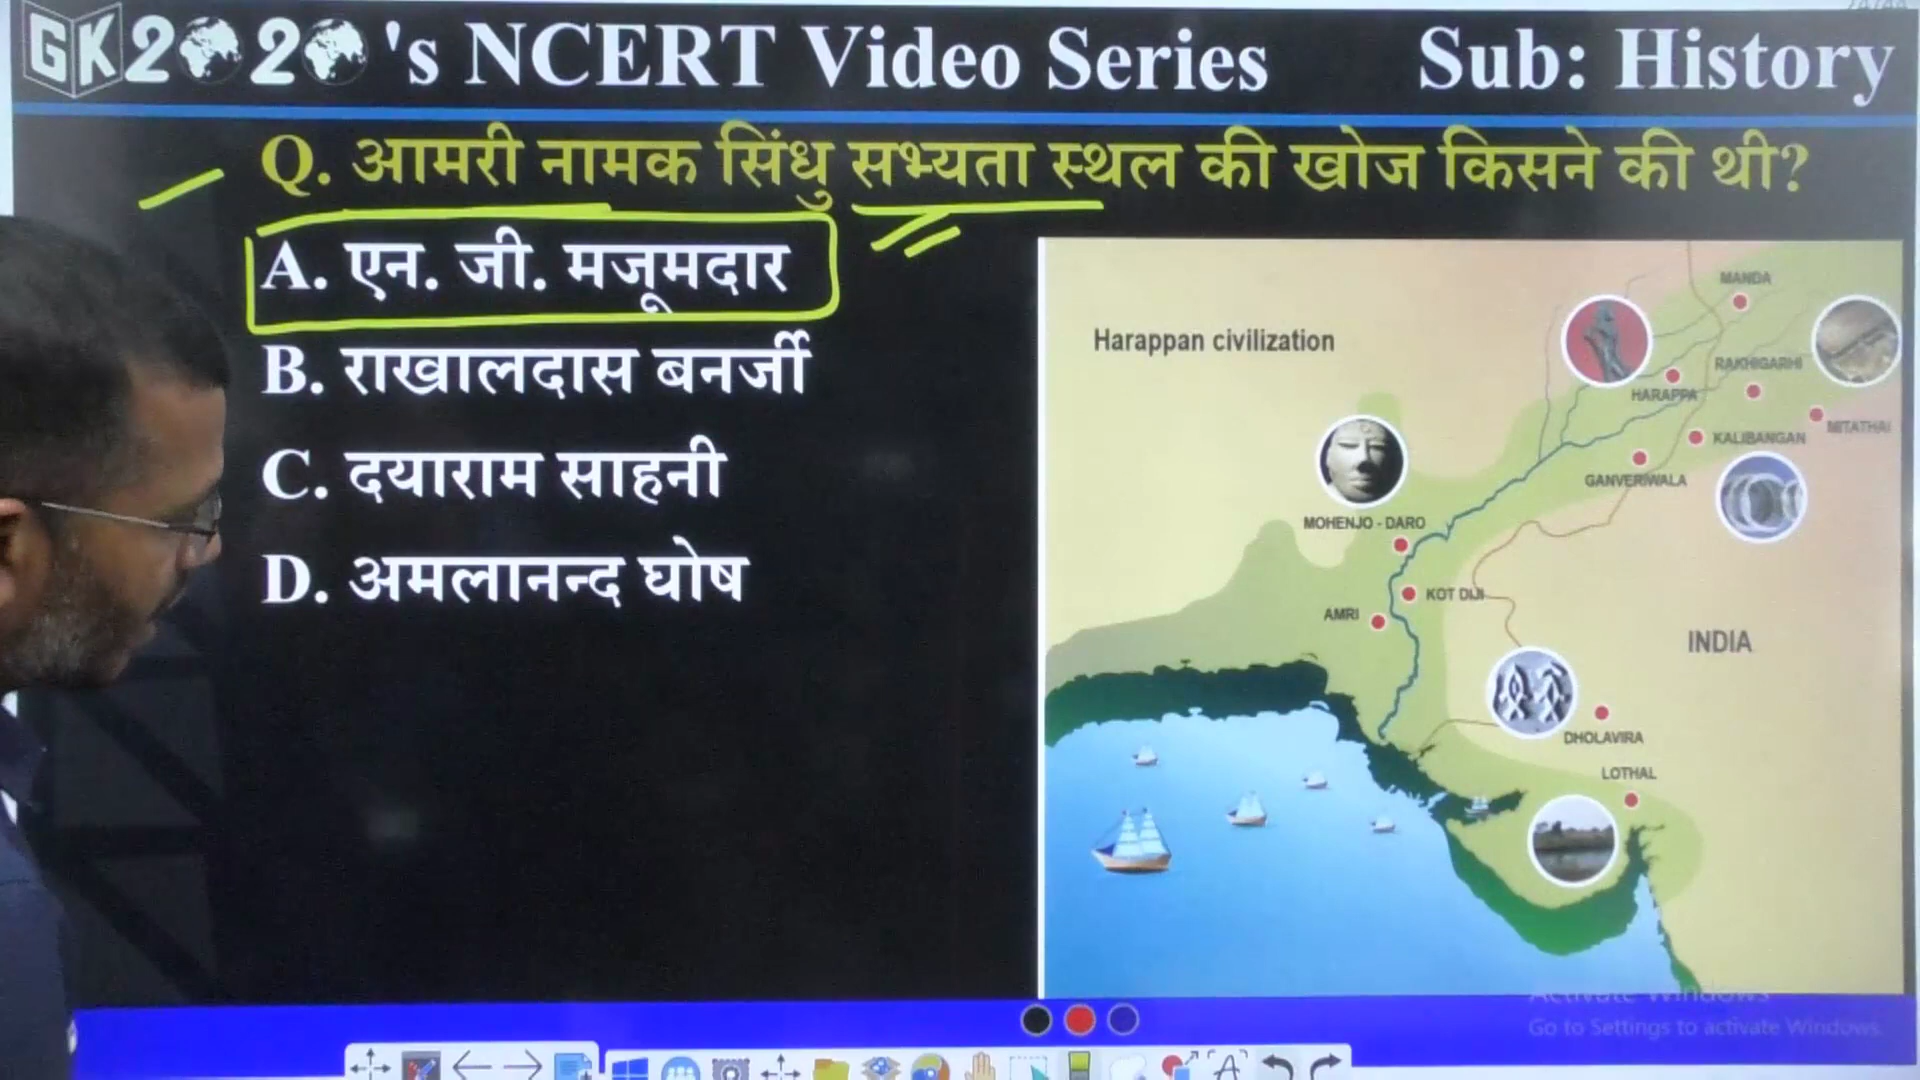 GK2020's NCERT Video Series Sub: History
Q. आमरी नामक सिंधु सभ्यता स्थल की खोज किसने की थी?
A. एन. जी. मजूमदार
B. राखालदास बनर्जी
C. दयाराम साहनी
D. अमलानन्द घोष
Harappan civilization
MANDA
RAKHIGARHI
HARAPPA
MITATHAI
KALIBANGAN
GANVERIWALA
MOHENJO - DARO
KOT DIJI
AMRI
INDIA
DHOLAVIRA
LOTHAL
Activate Windows
Go to Settings to activate Windows.